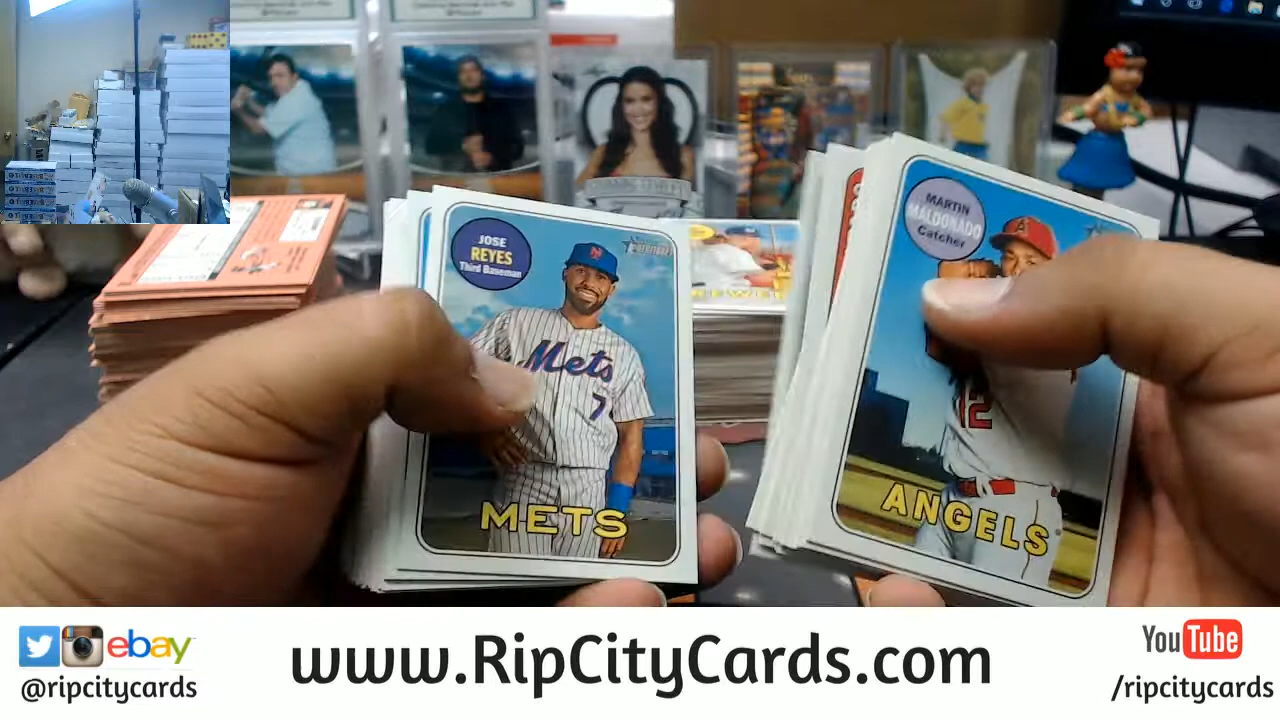 JOSE
REYES
Third Baseman
Mets
7
METS
MARTIN
MALDONADO
Catcher
A
12
ANGELS
ebay
@ripcitycards
www.RipCityCards.com
YouTube
/ripcitycards